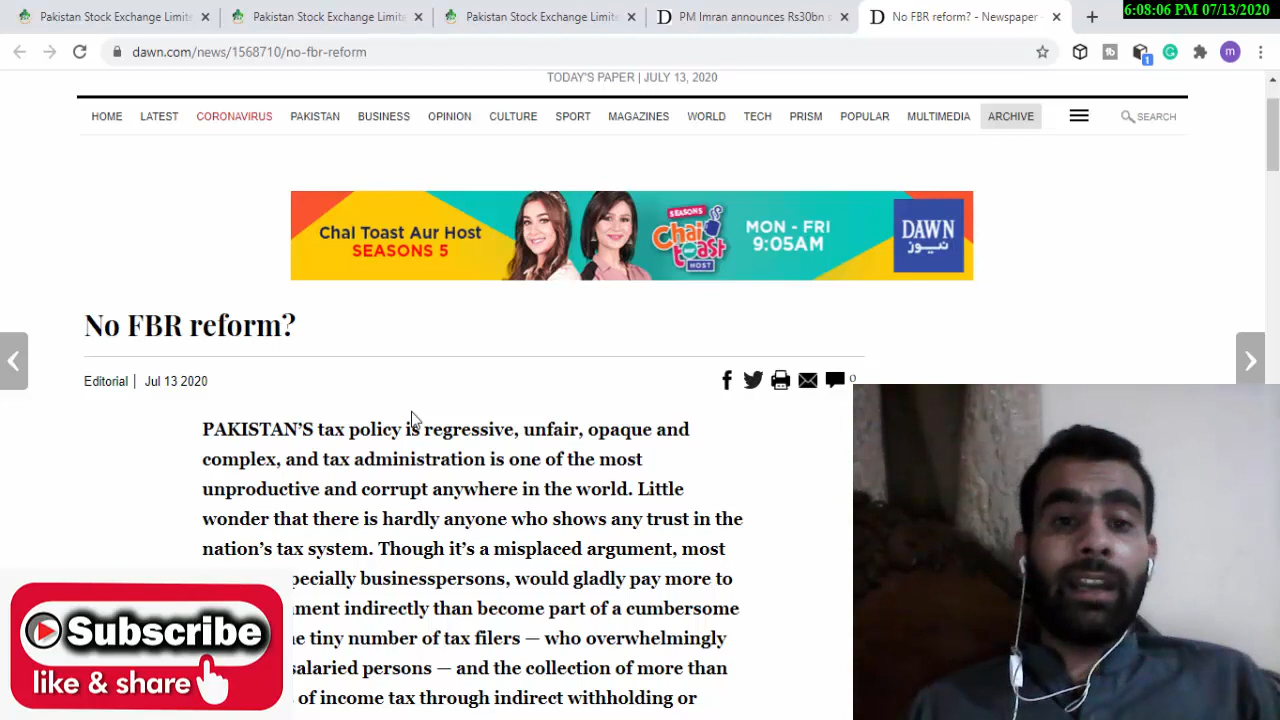 Pakistan Stock Exchange Limite
Pakistan Stock Exchange Limite
Pakistan Stock Exchange Limite
D PM Imran announces Rs30bn s
D No FBR reform? - Newspaper -
6:08:06 PM 07/13/2020
dawn.com/news/1568710/no-fbr-reform
tb
1
m
TODAY'S PAPER | JULY 13, 2020
HOME LATEST CORONAVIRUS PAKISTAN BUSINESS OPINION CULTURE SPORT MAGAZINES WORLD TECH PRISM POPULAR MULTIMEDIA ARCHIVE SEARCH
Chai Toast Aur Host
SEASONS 5
SEASONS
Chai
toast
HOST
MON - FRI
9:05AM
DAWN
نیوز
No FBR reform?
Editorial | Jul 13 2020
0
PAKISTAN'S tax policy is regressive, unfair, opaque and
complex, and tax administration is one of the most
unproductive and corrupt anywhere in the world. Little
wonder that there is hardly anyone who shows any trust in the
nation's tax system. Though it's a misplaced argument, most
pecially businesspersons, would gladly pay more to
ment indirectly than become part of a cumbersome
e tiny number of tax filers — who overwhelmingly
salaried persons — and the collection of more than
of income tax through indirect withholding or
Subscribe
like & share